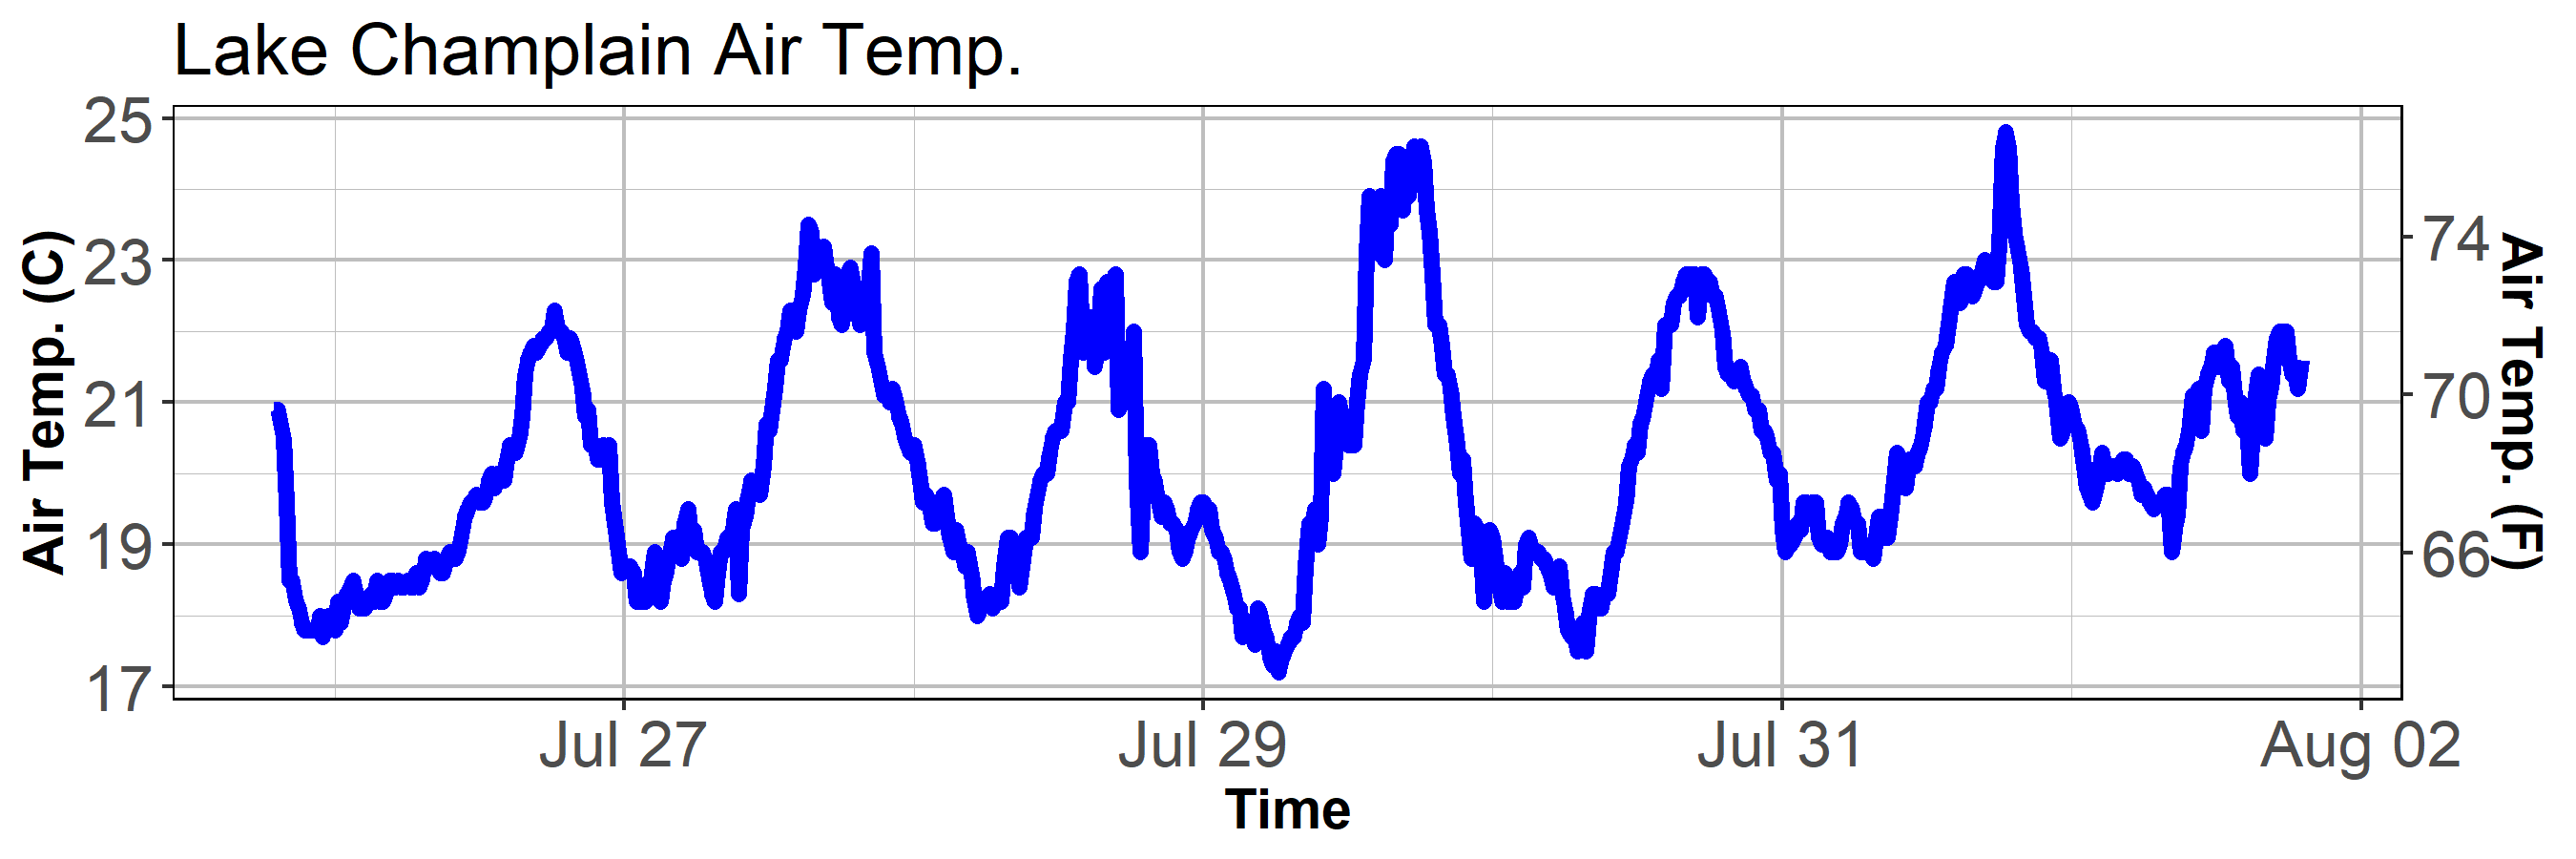 Lake Champlain Air Temp.
Air Temp. (C)
25
23
21
19
17
74
70
66
Air Temp. (F)
Jul 27
Jul 29
Jul 31
Aug 02
Time